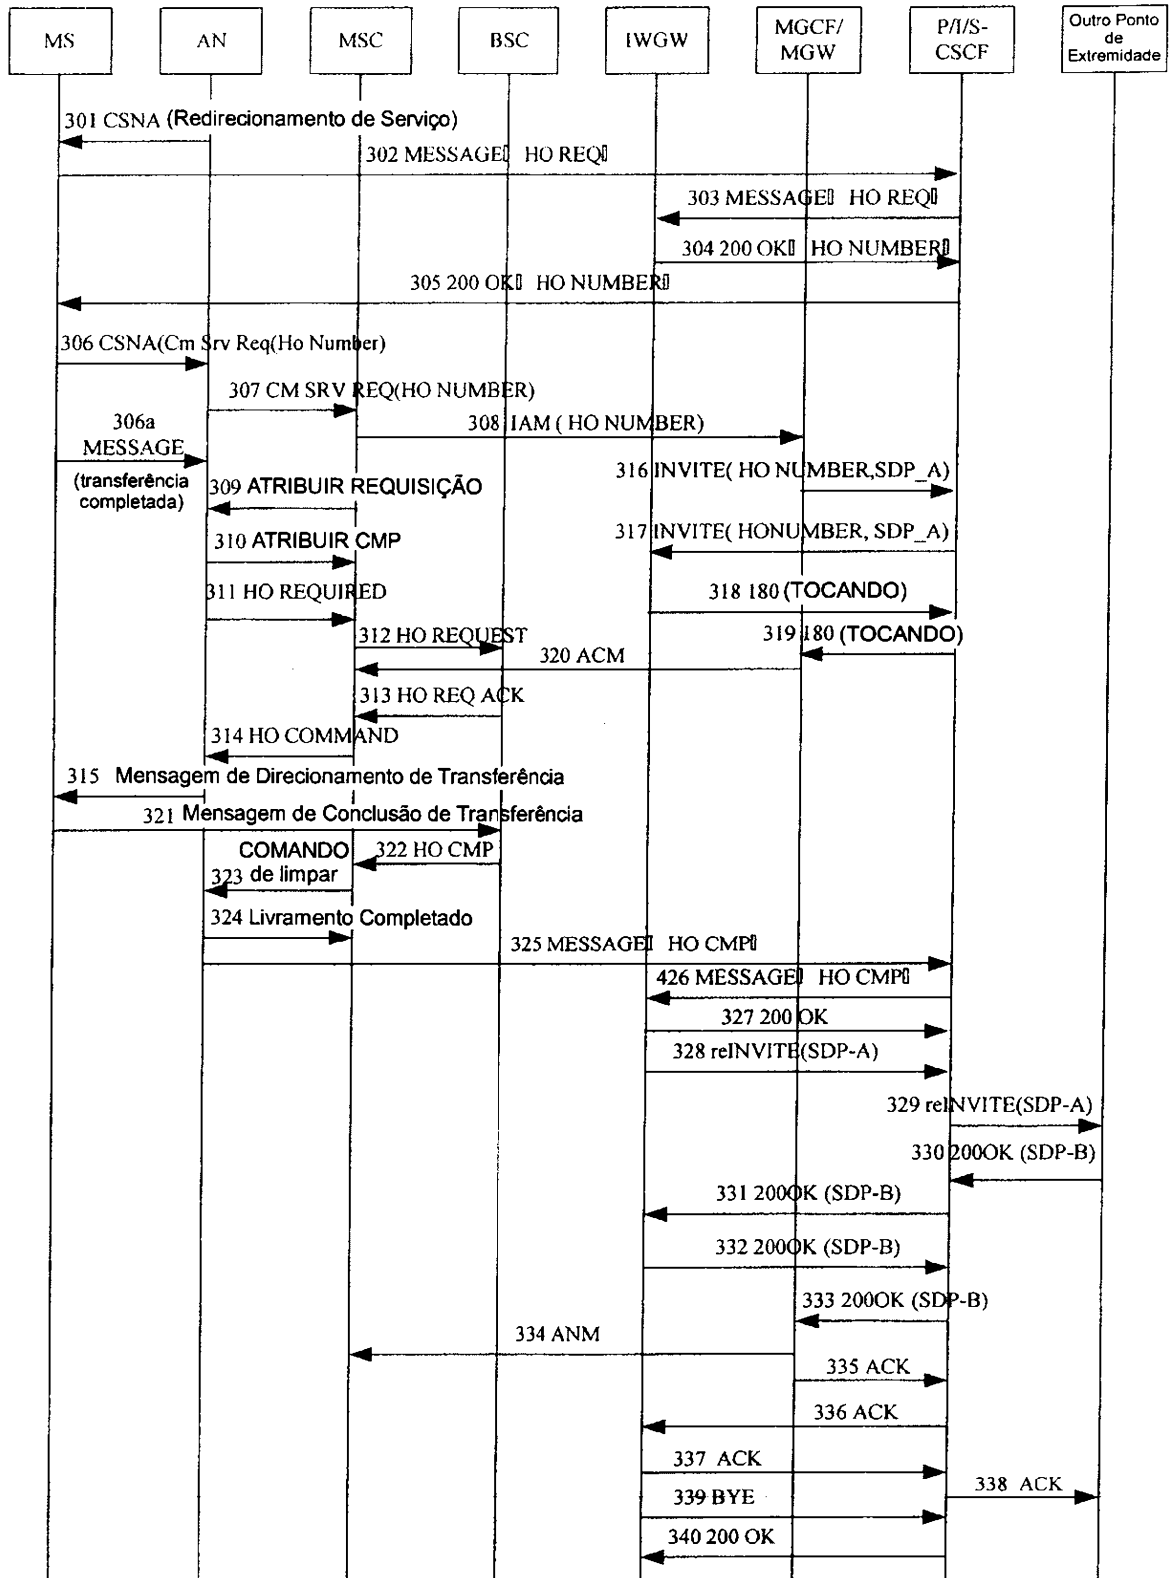 MS
AN
MSC
BSC
IWGW
MGCF/
MGW
P/I/S-
CSCF
Outro Ponto
de
Extremidade
301 CSNA (Redirecionamento de Serviço)
302 MESSAGE▯ HO REQ▯
303 MESSAGE▯ HO REQ▯
304 200 OK▯ HO NUMBER▯
305 200 OK▯ HO NUMBER▯
306 CSNA(Cm Srv Req(Ho Number)
307 CM SRV REQ(HO NUMBER)
306a
MESSAGE
(transferência
completada)
308 IAM ( HO NUMBER)
316 INVITE( HO NUMBER,SDP_A)
309 ATRIBUIR REQUISIÇÃO
317 INVITE( HONUMBER, SDP_A)
310 ATRIBUIR CMP
311 HO REQUIRED
318 180 (TOCANDO)
312 HO REQUEST
319 180 (TOCANDO)
320 ACM
313 HO REQ ACK
314 HO COMMAND
315 Mensagem de Direcionamento de Transferência
321 Mensagem de Conclusão de Transferência
322 HO CMP
COMANDO
323 de limpar
324 Livramento Completado
325 MESSAGE▯ HO CMP▯
426 MESSAGE▯ HO CMP▯
327 200 OK
328 reINVITE(SDP-A)
329 reINVITE(SDP-A)
330 200OK (SDP-B)
331 200OK (SDP-B)
332 200OK (SDP-B)
333 200OK (SDP-B)
334 ANM
335 ACK
336 ACK
337 ACK
338 ACK
339 BYE
340 200 OK